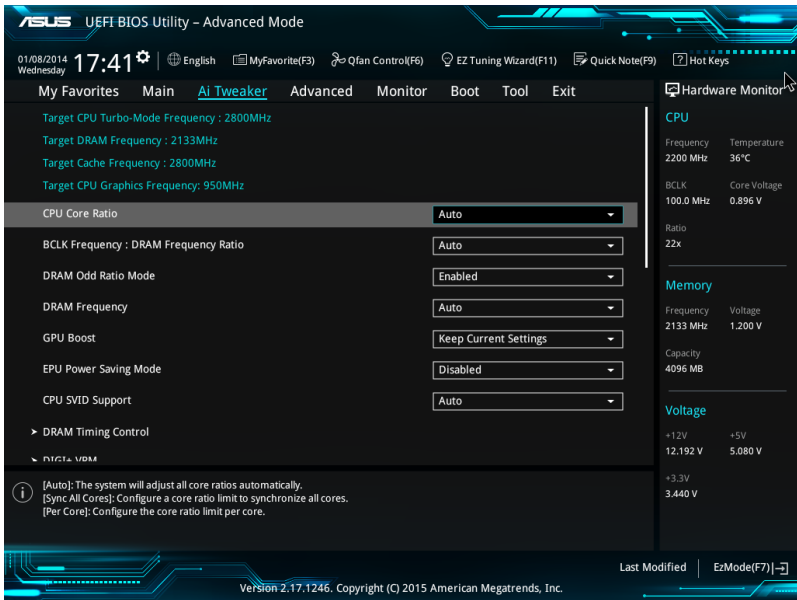 ASUS UEFI BIOS Utility – Advanced Mode
01/08/2014
Wednesday
17:41
English
MyFavorite(F3)
Qfan Control(F6)
EZ Tuning Wizard(F11)
Quick Note(F9)
? Hot Keys
My Favorites Main Ai Tweaker Advanced Monitor Boot Tool Exit
Target CPU Turbo-Mode Frequency : 2800MHz
Target DRAM Frequency : 2133MHz
Target Cache Frequency : 2800MHz
Target CPU Graphics Frequency: 950MHz
CPU Core Ratio Auto
BCLK Frequency : DRAM Frequency Ratio Auto
DRAM Odd Ratio Mode Enabled
DRAM Frequency Auto
GPU Boost Keep Current Settings
EPU Power Saving Mode Disabled
CPU SVID Support Auto
DRAM Timing Control
DIGI+ VRM
[Auto]: The system will adjust all core ratios automatically.
[Sync All Cores]: Configure a core ratio limit to synchronize all cores.
[Per Core]: Configure the core ratio limit per core.
Hardware Monitor
CPU
Frequency Temperature
2200 MHz 36°C
BCLK Core Voltage
100.0 MHz 0.896 V
Ratio
22x
Memory
Frequency Voltage
2133 MHz 1.200 V
Capacity
4096 MB
Voltage
+12V +5V
12.192 V 5.080 V
+3.3V
3.440 V
Last Modified EzMode(F7)
Version 2.17.1246. Copyright (C) 2015 American Megatrends, Inc.